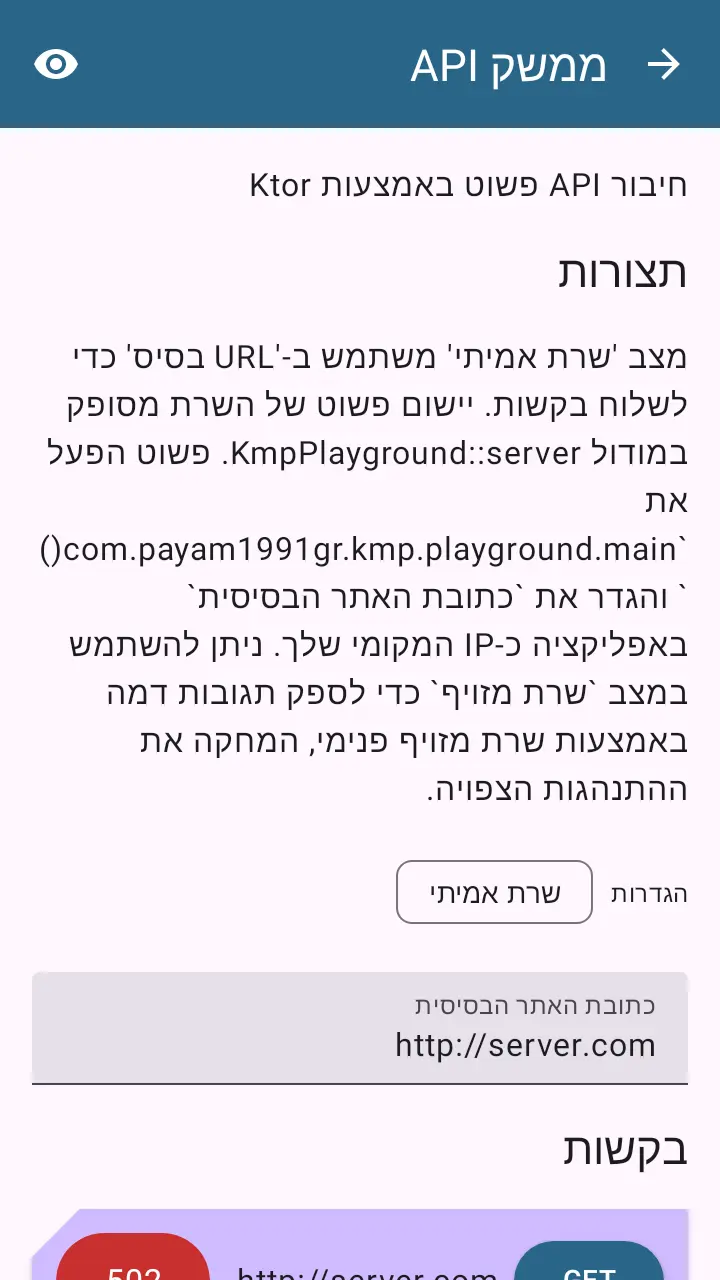 ממשק API
חיבור API פשוט באמצעות Ktor
תצורות
מצב 'שרת אמיתי' משתמש ב-'URL בסיס' כדי
לשלוח בקשות. יישום פשוט של השרת מסופק
במודול KmpPlayground::server. פשוט הפעל
את
`com.payam1991gr.kmp.playground.main()
` והגדר את `כתובת האתר הבסיסית`
באפליקציה כ-IP המקומי שלך. ניתן להשתמש
במצב `שרת מזויף` כדי לספק תגובות דמה
באמצעות שרת מזויף פנימי, המחקה את
ההתנהגות הצפויה.
הגדרות שרת אמיתי
כתובת האתר הבסיסית
http://server.com
בקשות
GET http://server.com 502